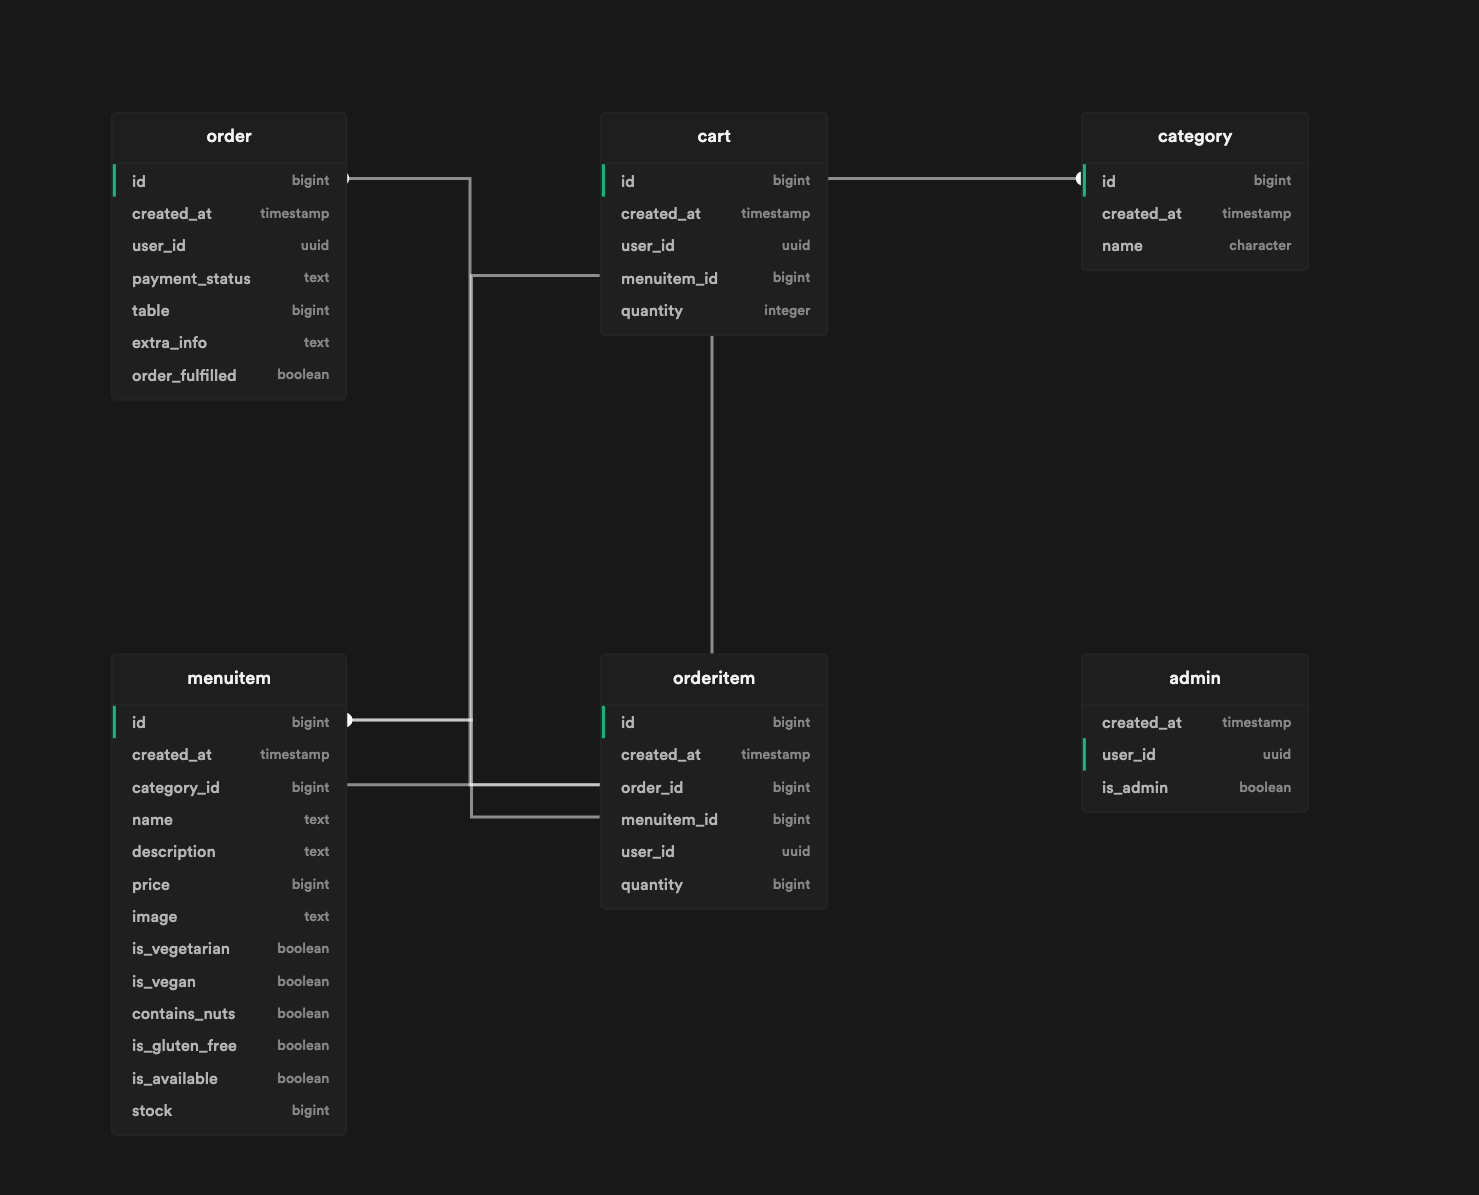 order
id bigint
created_at timestamp
user_id uuid
payment_status text
table bigint
extra_info text
order_fulfilled boolean
cart
id bigint
created_at timestamp
user_id uuid
menuitem_id bigint
quantity integer
category
id bigint
created_at timestamp
name character
menuitem
id bigint
created_at timestamp
category_id bigint
name text
description text
price bigint
image text
is_vegetarian boolean
is_vegan boolean
contains_nuts boolean
is_gluten_free boolean
is_available boolean
stock bigint
orderitem
id bigint
created_at timestamp
order_id bigint
menuitem_id bigint
user_id uuid
quantity bigint
admin
created_at timestamp
user_id uuid
is_admin boolean